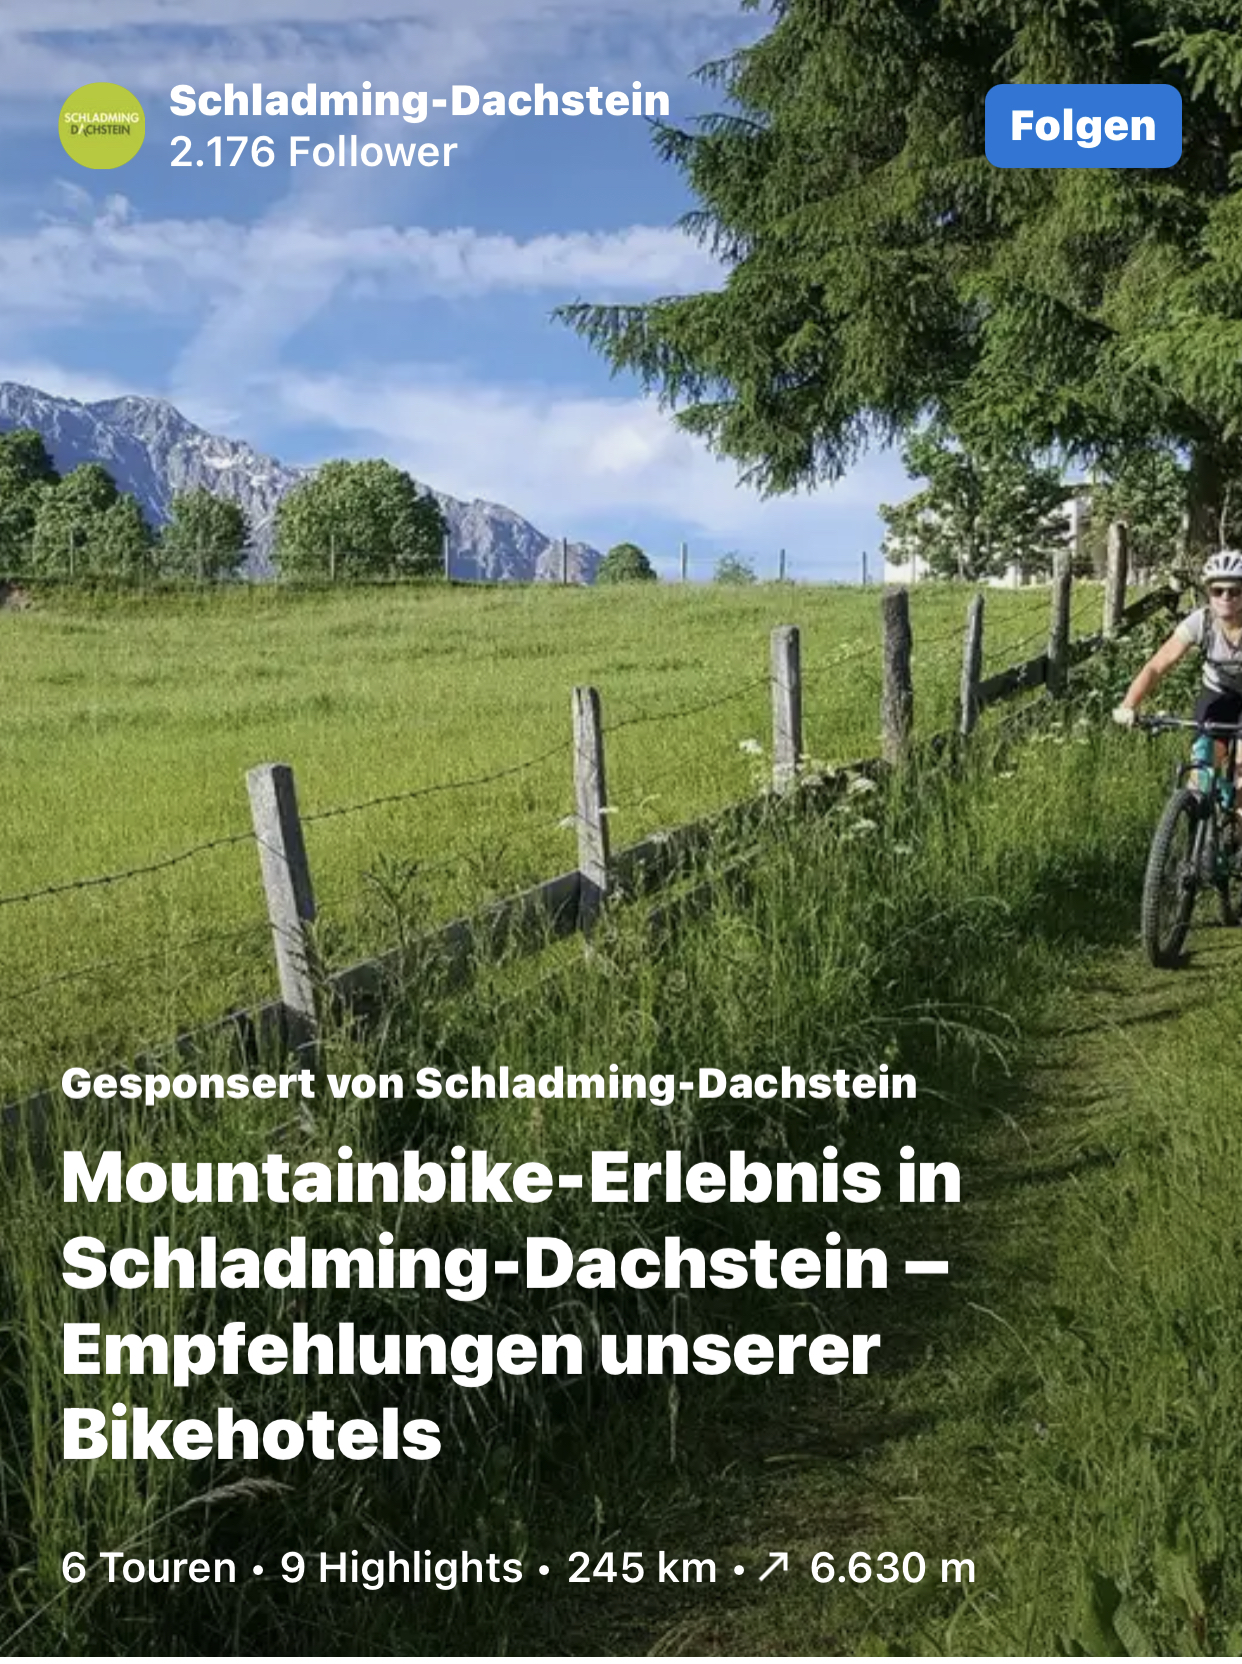 SCHLADMING
DACHSTEIN
Schladming-Dachstein
2.176 Follower
Folgen
Gesponsert von Schladming-Dachstein
Mountainbike-Erlebnis in
Schladming-Dachstein –
Empfehlungen unserer
Bikehotels
6 Touren • 9 Highlights • 245 km • ↗ 6.630 m